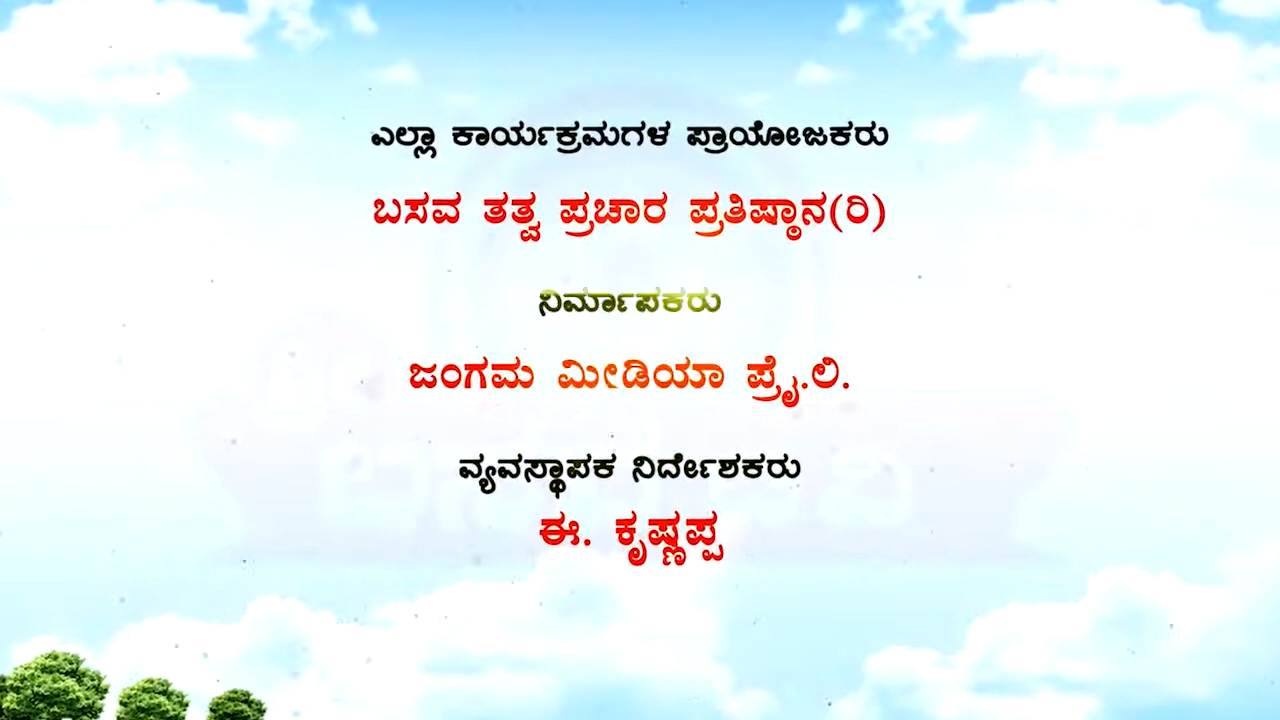 ಎಲ್ಲಾ ಕಾರ್ಯಕ್ರಮಗಳ ಪ್ರಾಯೋಜಕರು
ಬಸವ ತತ್ವ ಪ್ರಚಾರ ಪ್ರತಿಷ್ಠಾನ(ರಿ)
ನಿರ್ಮಾಪಕರು
ಜಂಗಮ ಮೀಡಿಯಾ ಪ್ರೈ.ಲಿ.
ವ್ಯವಸ್ಥಾಪಕ ನಿರ್ದೇಶಕರು
ಈ. ಕೃಷ್ಣಪ್ಪ